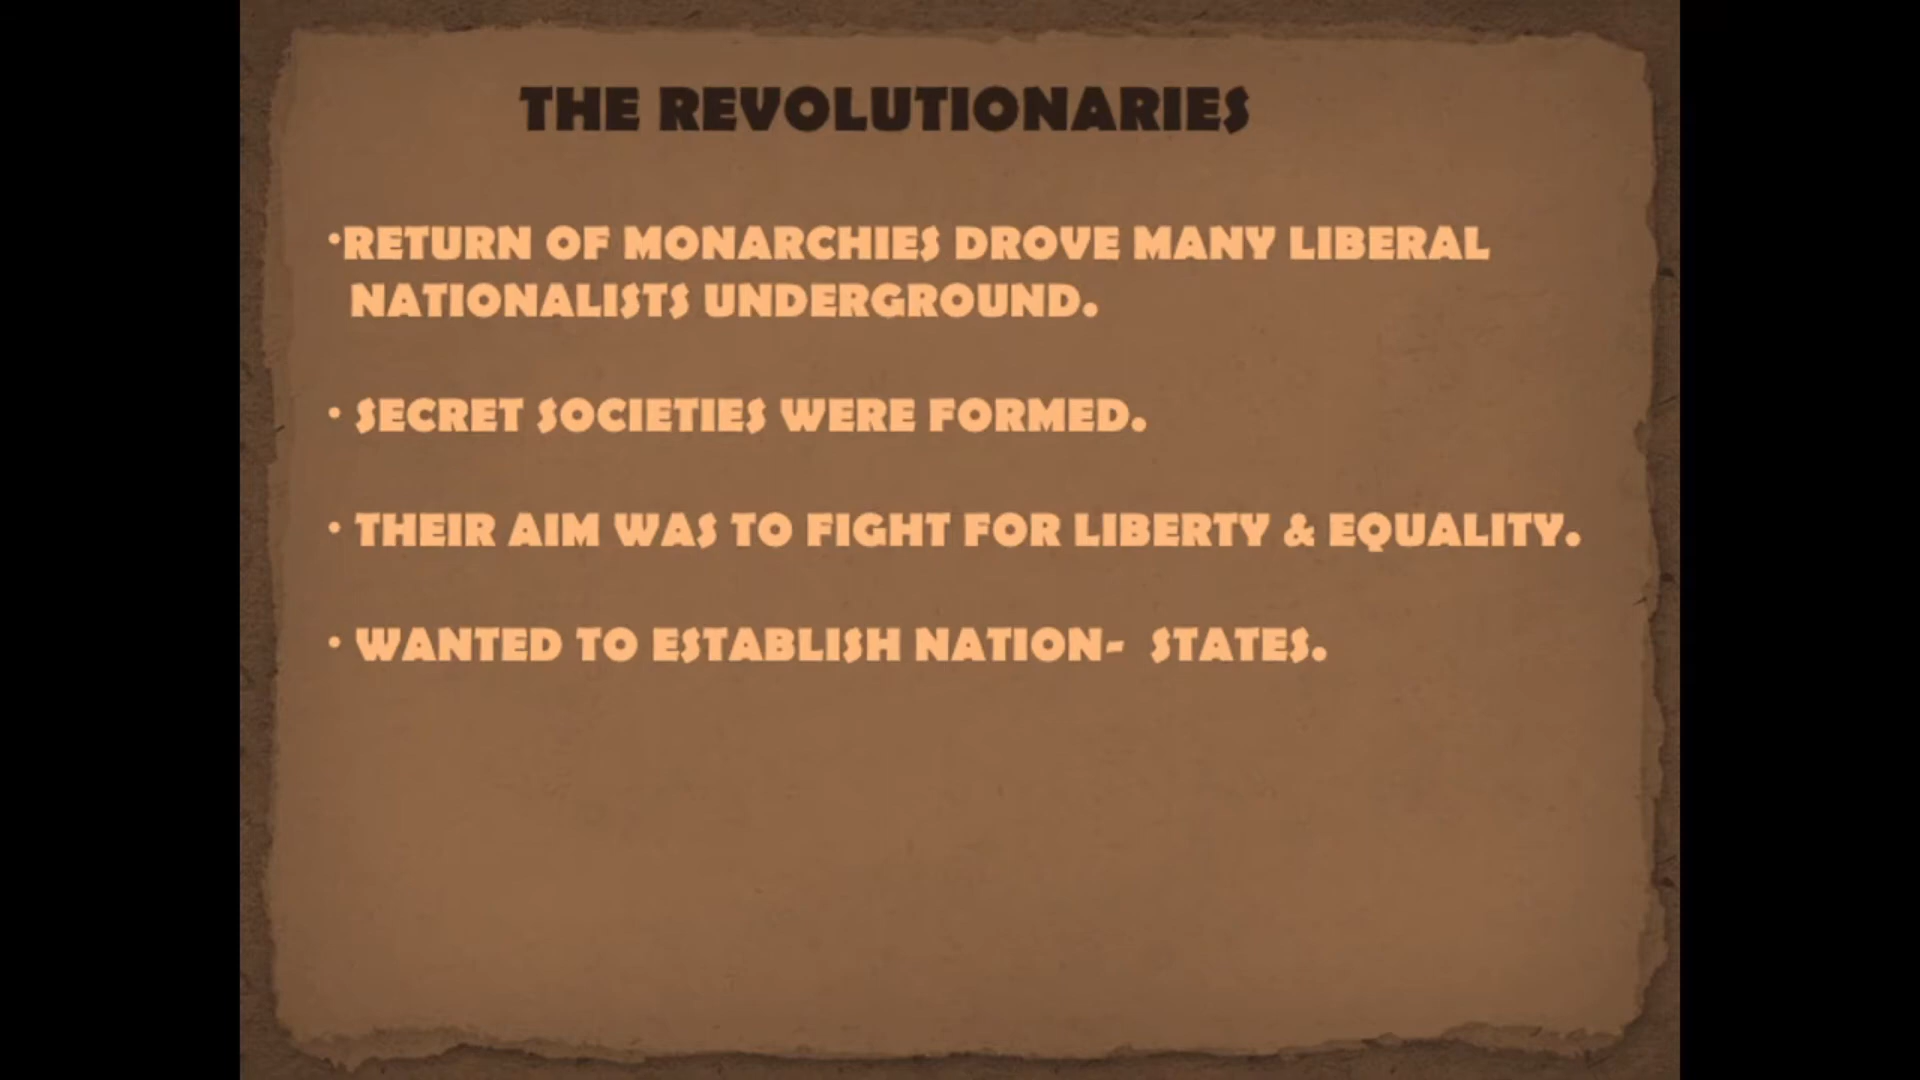 THE REVOLUTIONARIES
•RETURN OF MONARCHIES DROVE MANY LIBERAL
NATIONALISTS UNDERGROUND.
• SECRET SOCIETIES WERE FORMED.
• THEIR AIM WAS TO FIGHT FOR LIBERTY & EQUALITY.
• WANTED TO ESTABLISH NATION- STATES.